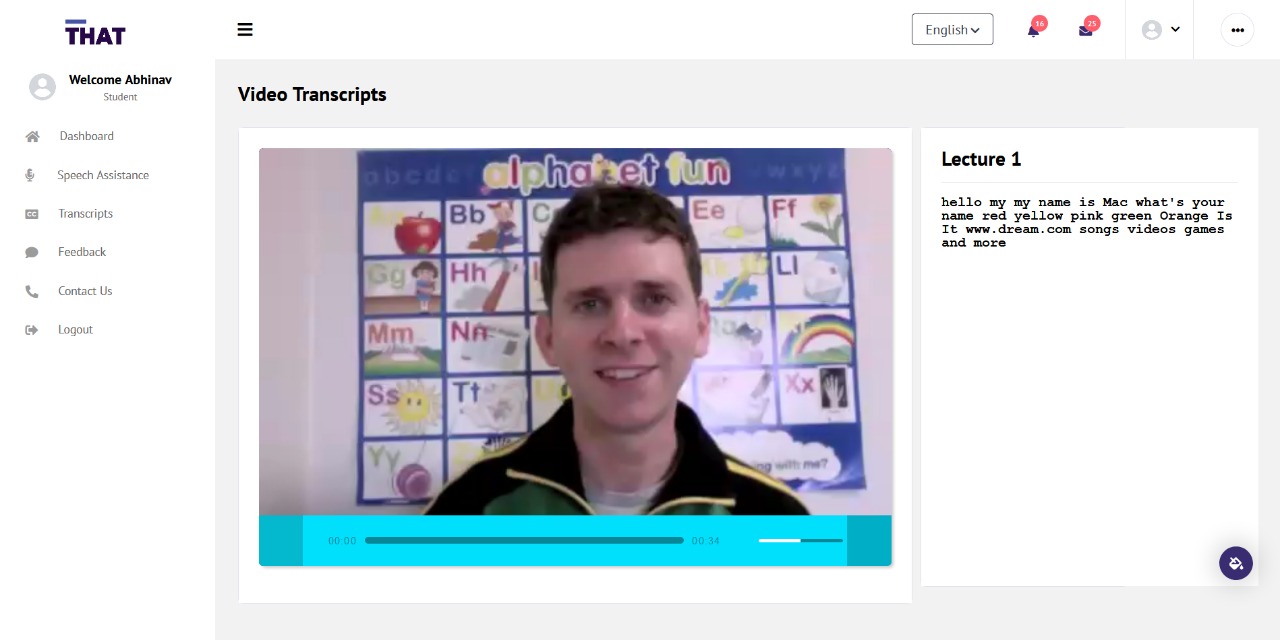 THAT
English
16
25
Welcome Abhinav
Student
Dashboard
Speech Assistance
Transcripts
Feedback
Contact Us
Logout
Video Transcripts
abcde
alphabet fun
wxyz
Aa
Bb
C
Ee
Ff
Gg
Hh
Ll
Mm
Nn
Ss
Tt
Xx
Yy
with me?
00:00
00:34
Lecture 1
hello my my name is Mac what's your
name red yellow pink green Orange Is
It www.dream.com songs videos games
and more